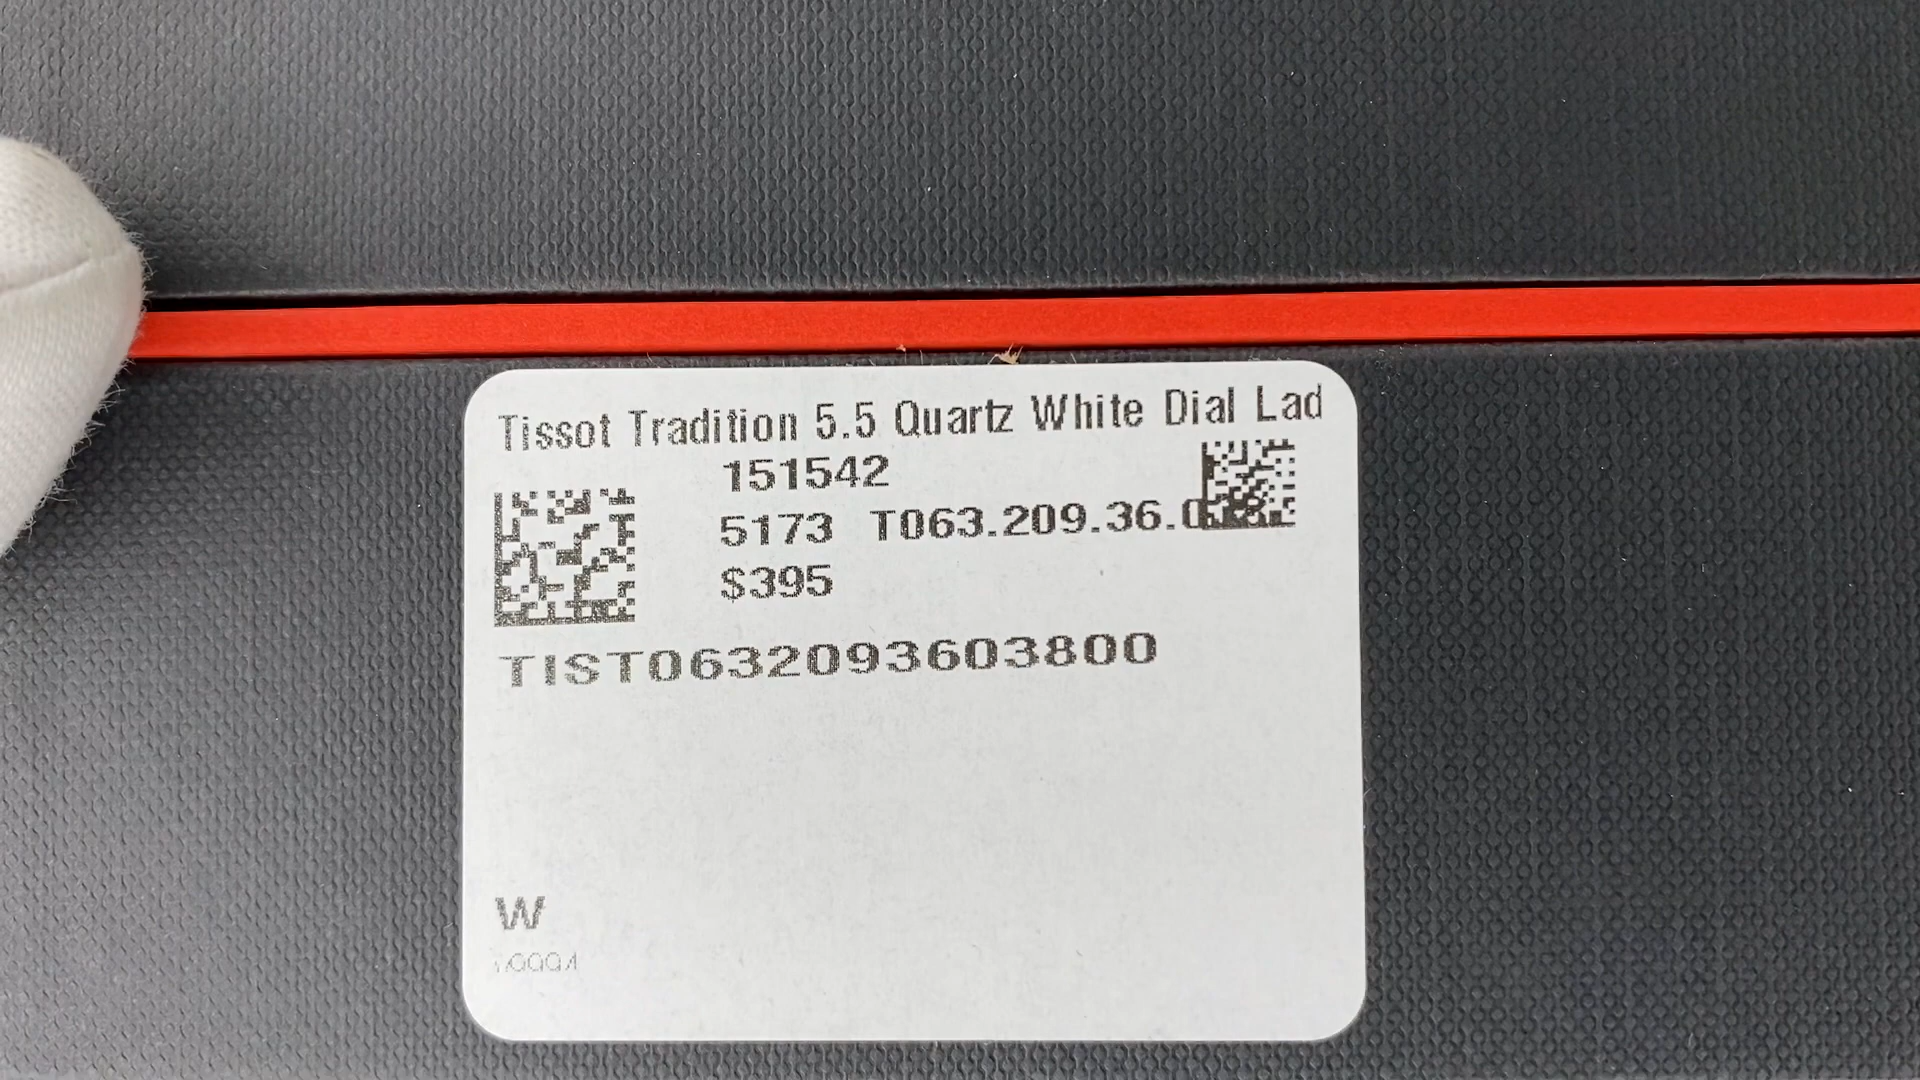 Tissot Tradition 5.5 Quartz White Dial Lad
151542
5173 T063.209.36.0
$395
TIST0632093603800
W